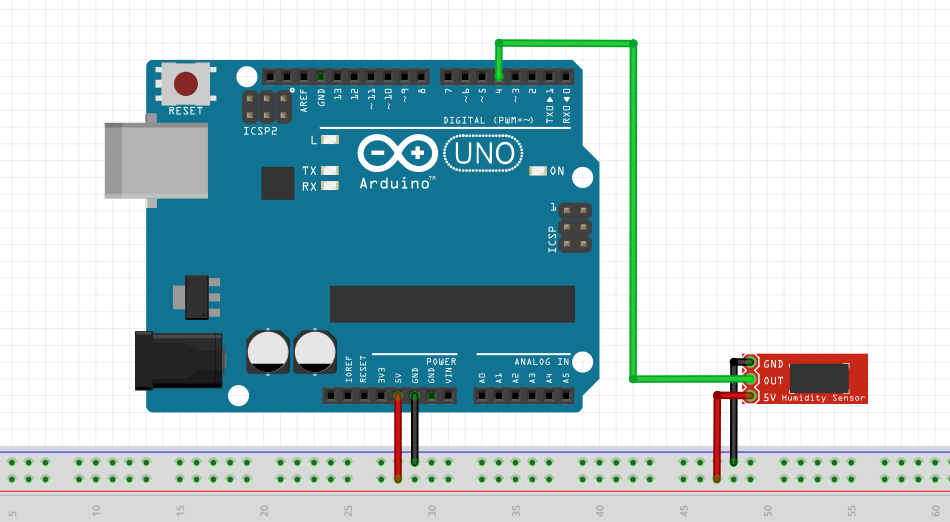 RESET
ICSP2
AREF
GND
13
12
~11
~10
~9
8
7
~6
~5
4
~3
2
TXO▶1
RXO◀0
DIGITAL (PWM=~)
L
TX
RX
UNO
Arduino™
ON
1
ICSP
POWER
ANALOG IN
IOREF
RESET
3V3
5V
GND
GND
VIN
A0
A1
A2
A3
A4
A5
GND
OUT
5V Humidity Sensor
5
10
15
20
25
30
35
40
45
50
55
60